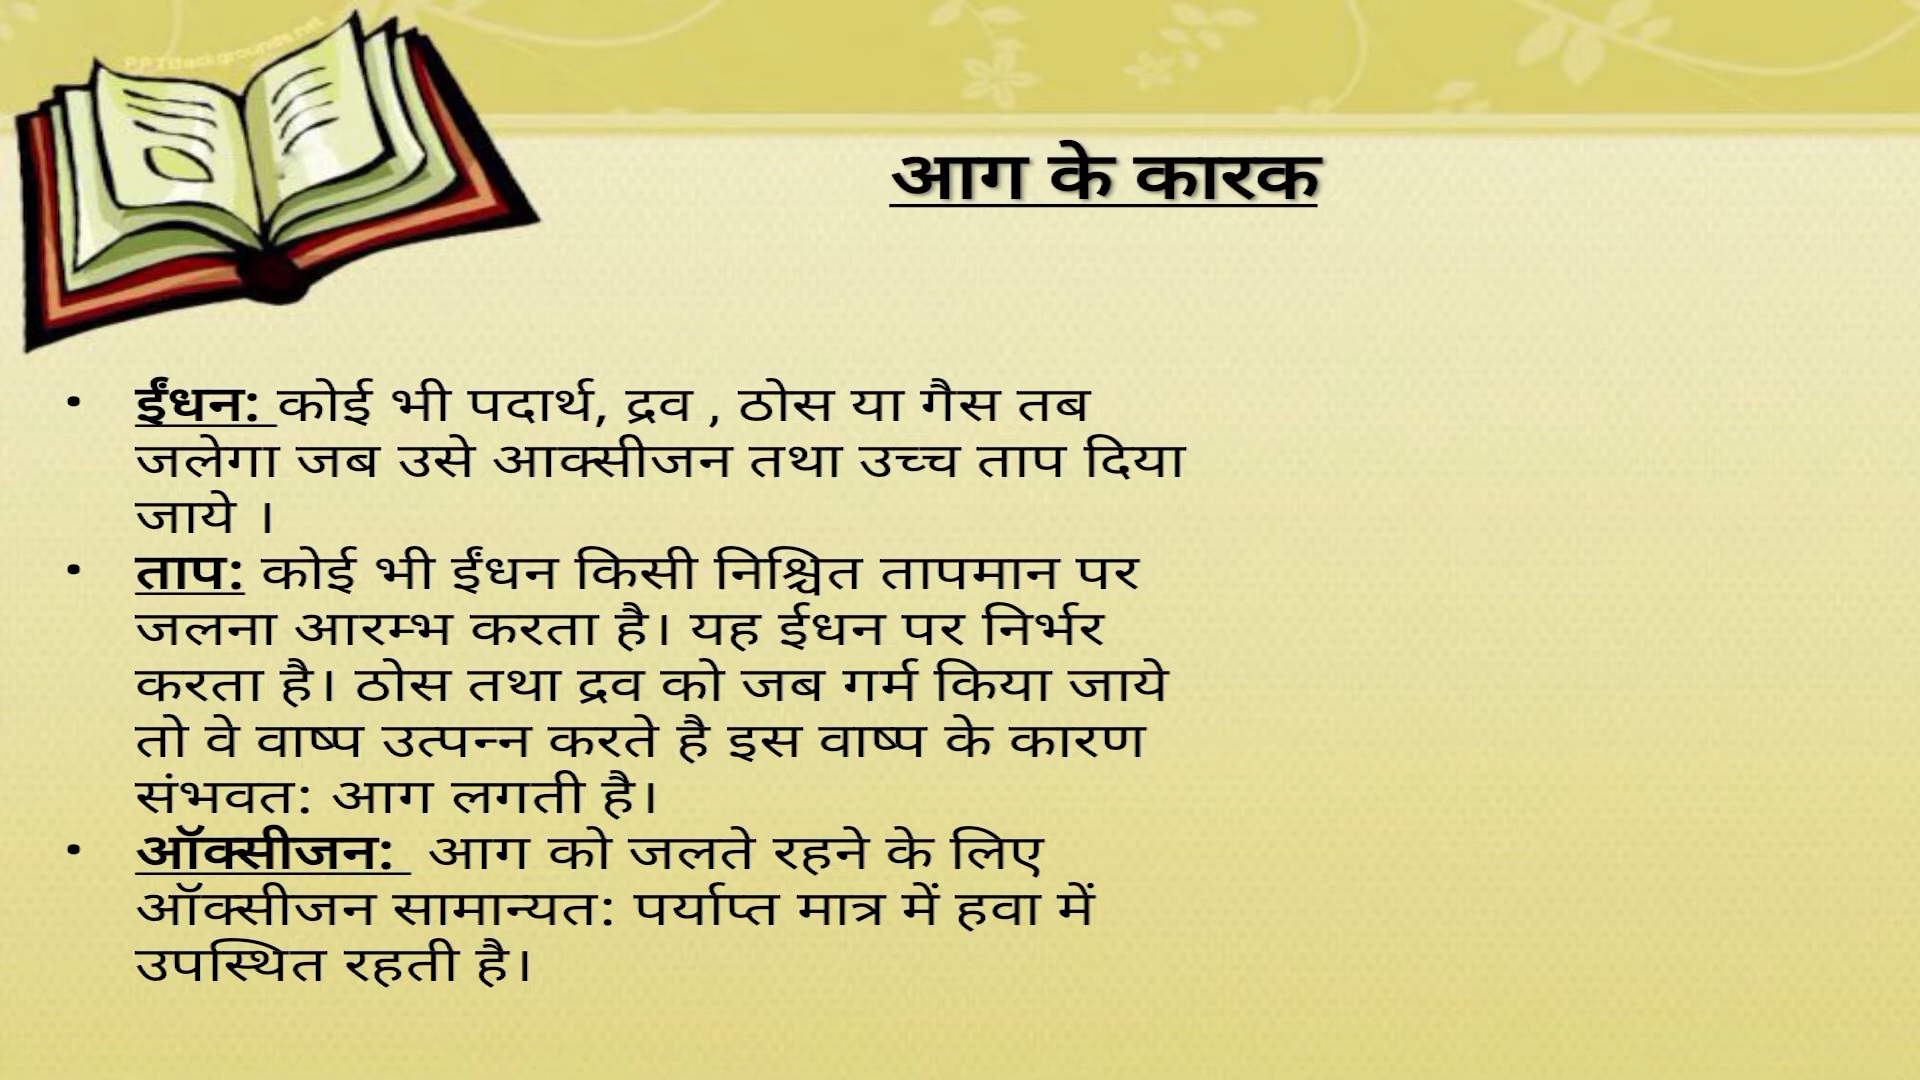 PPTBackgrounds.net
आग के कारक
• ईंधन: कोई भी पदार्थ, द्रव , ठोस या गैस तब
जलेगा जब उसे आक्सीजन तथा उच्च ताप दिया
जाये ।
• ताप: कोई भी ईंधन किसी निश्चित तापमान पर
जलना आरम्भ करता है। यह ईधन पर निर्भर
करता है। ठोस तथा द्रव को जब गर्म किया जाये
तो वे वाष्प उत्पन्न करते है इस वाष्प के कारण
संभवत: आग लगती है।
• ऑक्सीजन: आग को जलते रहने के लिए
ऑक्सीजन सामान्यत: पर्याप्त मात्र में हवा में
उपस्थित रहती है।